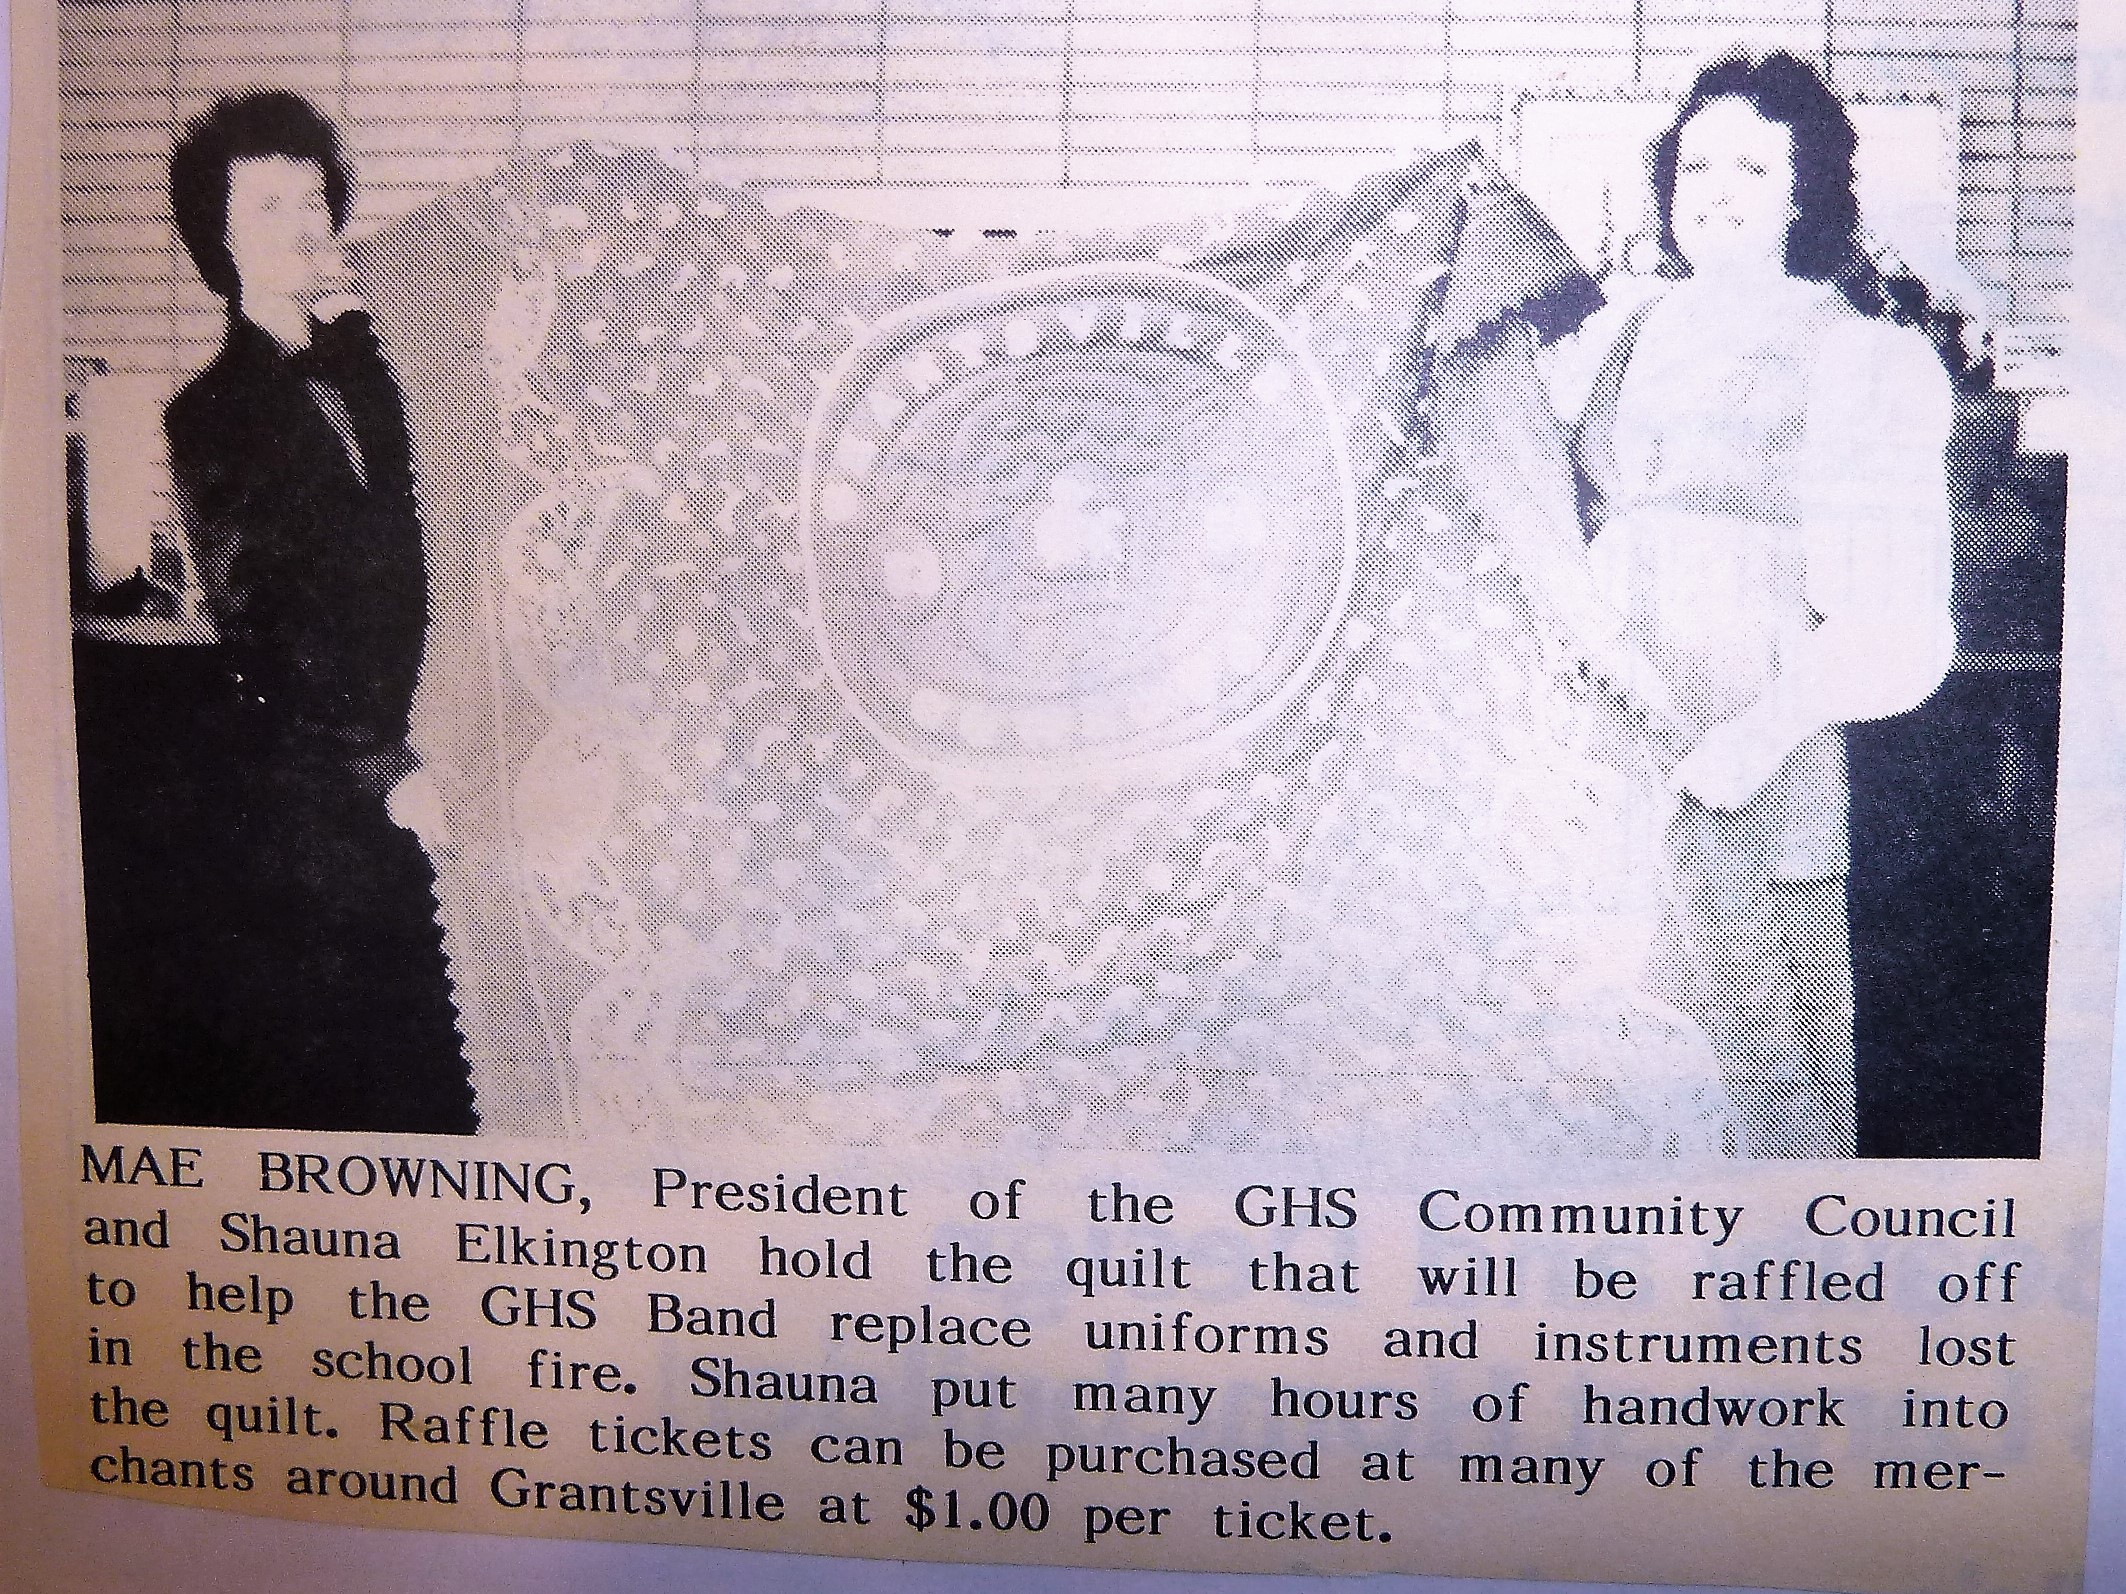 MAE BROWNING, President of the GHS Community Council
and Shauna Elkington hold the quilt that will be raffled off
to help the GHS Band replace uniforms and instruments lost
in the school fire. Shauna put many hours of handwork into
the quilt. Raffle tickets can be purchased at many of the mer-
chants around Grantsville at $1.00 per ticket.